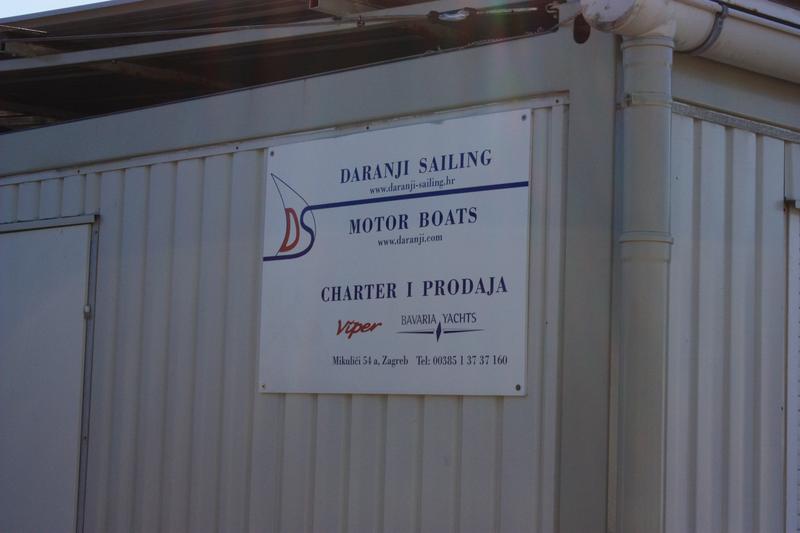 DARANJI SAILING
www.daranji-sailing.hr
DS
MOTOR BOATS
www.daranji.com
CHARTER I PRODAJA
Viper BAVARIA YACHTS
Mikulići 54 a, Zagreb Tel: 00385 1 37 37 160